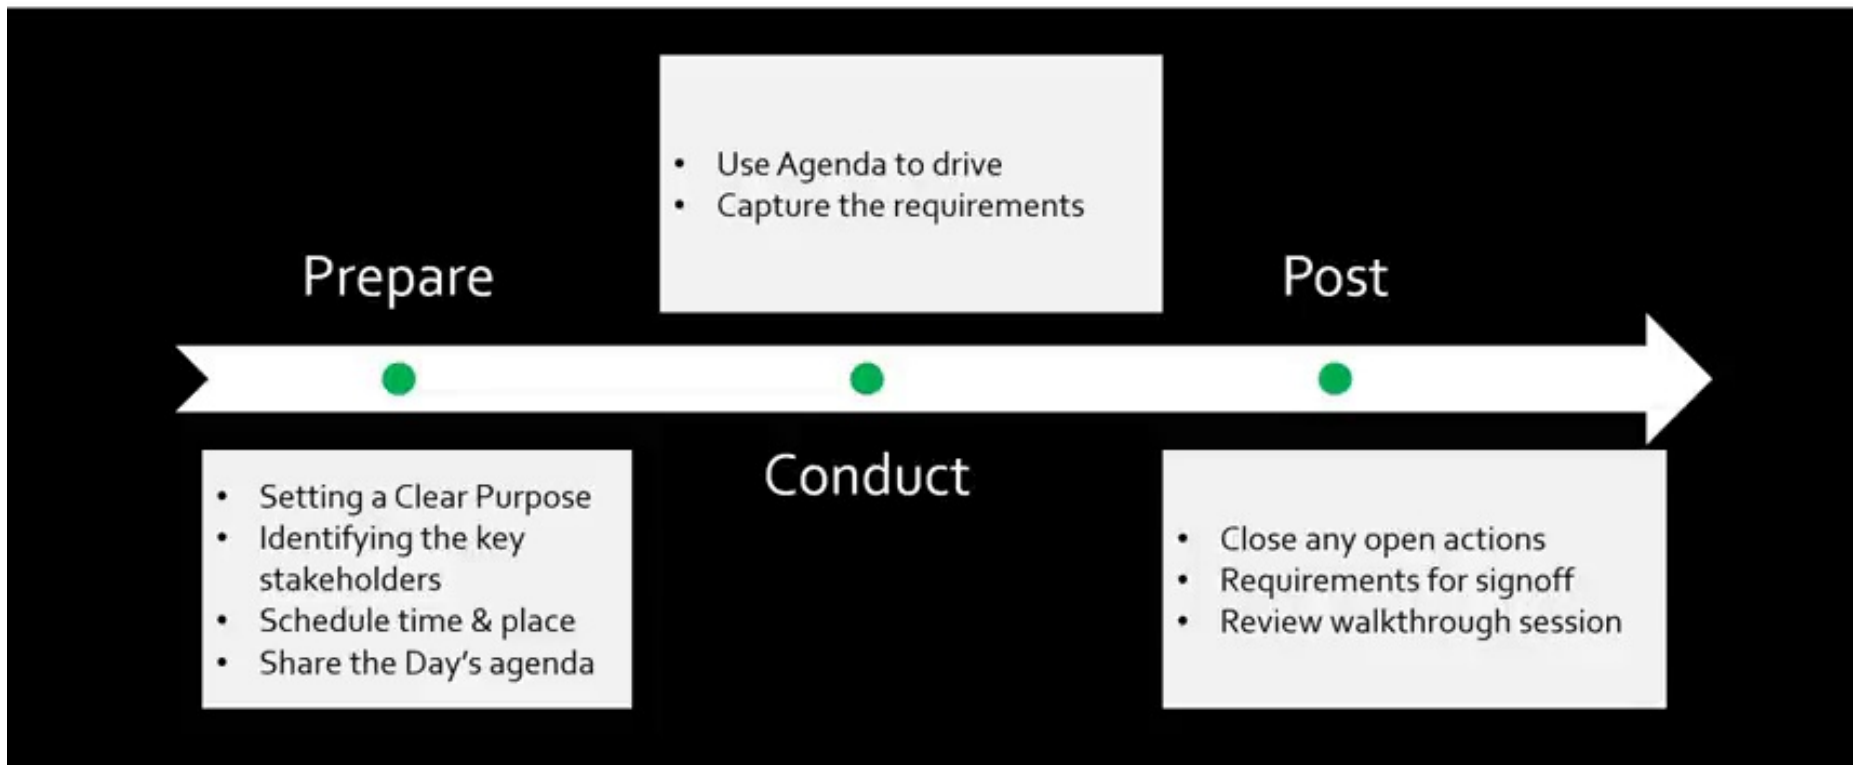 Prepare
• Setting a Clear Purpose
• Identifying the key
stakeholders
• Schedule time & place
• Share the Day's agenda
• Use Agenda to drive
• Capture the requirements
Conduct
Post
• Close any open actions
• Requirements for signoff
• Review walkthrough session